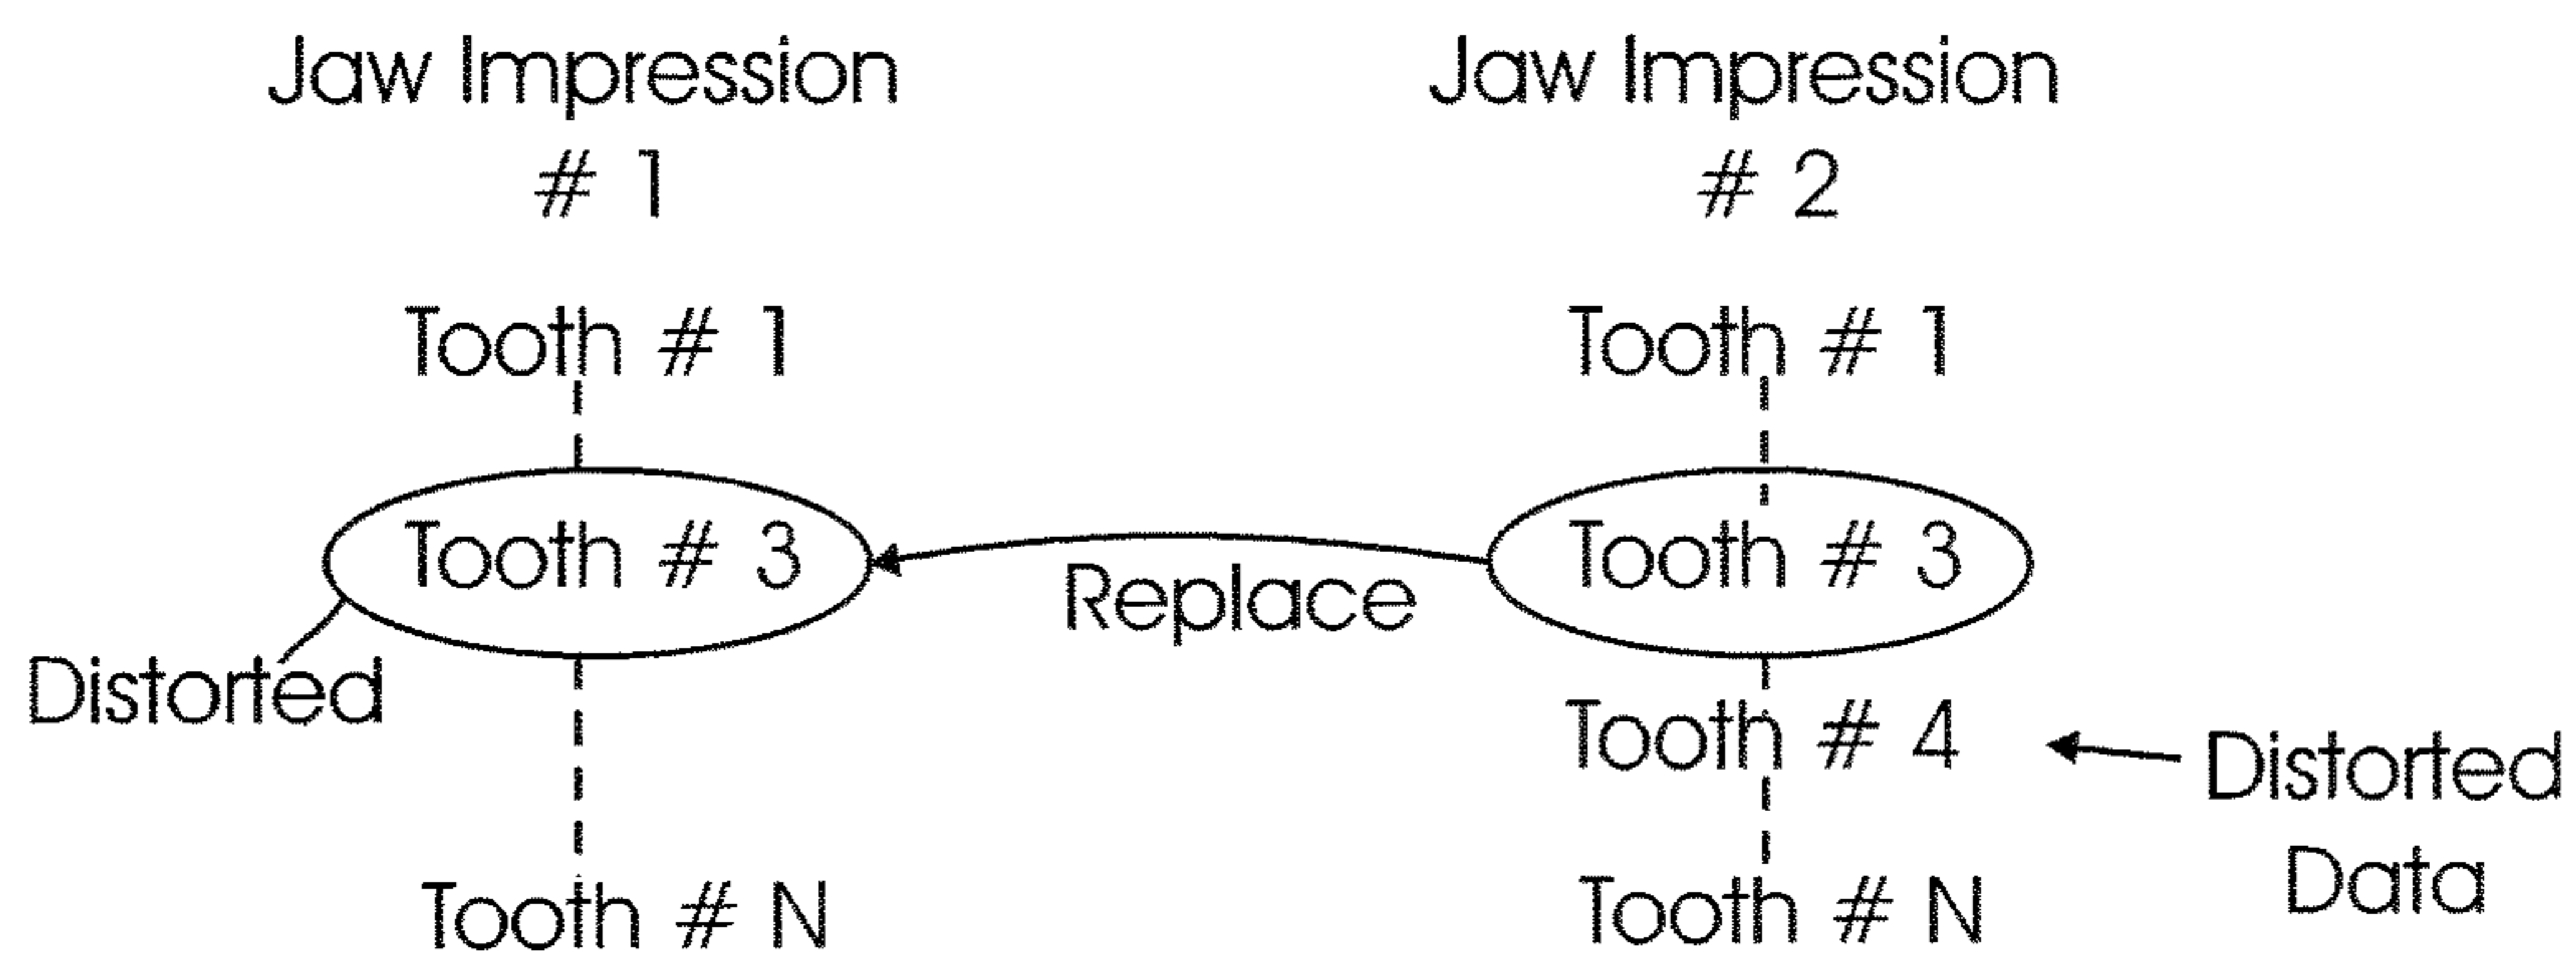 Jaw Impression
# 1
Tooth # 1
Tooth # 3
Distorted
Tooth # N
Replace
Jaw Impression
# 2
Tooth # 1
Tooth # 3
Tooth # 4
Tooth # N
Distorted
Data